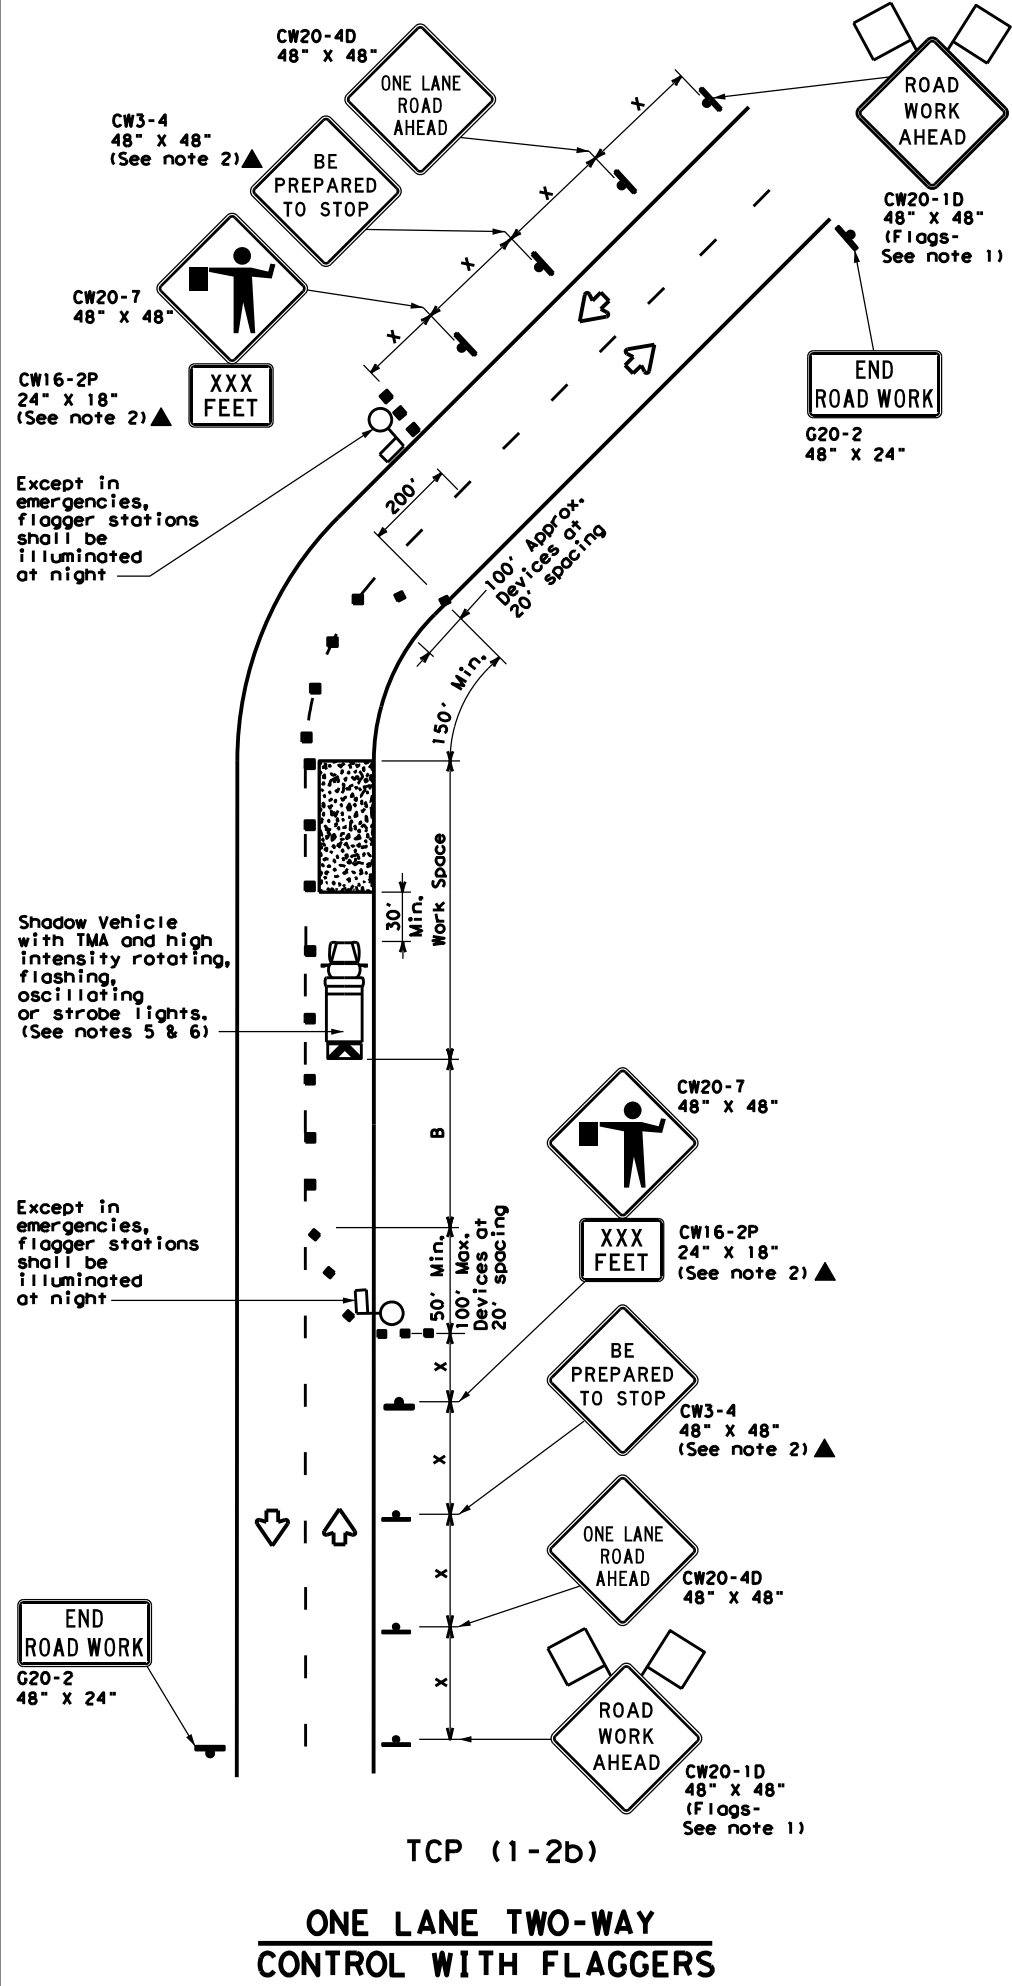 CW20-4D
48" X 48"
ONE LANE
ROAD
AHEAD
ROAD
WORK
AHEAD
CW20-1D
48" X 48"
(Flags-
See note 1)
CW3-4
48" X 48"
(See note 2)
BE
PREPARED
TO STOP
X
X
X
X
CW20-7
48" X 48"
CW16-2P
24" X 18"
(See note 2)
XXX
FEET
END
ROAD WORK
G20-2
48" X 24"
Except in
emergencies,
flagger stations
shall be
illuminated
at night
200'
100' Approx.
Devices at
20' spacing
150' Min.
Work Space
30'
Min.
Shadow Vehicle
with TMA and high
intensity rotating,
flashing,
oscillating
or strobe lights.
(See notes 5 & 6)
B
CW20-7
48" X 48"
XXX
FEET
CW16-2P
24" X 18"
(See note 2)
Except in
emergencies,
flagger stations
shall be
illuminated
at night
50' Min.
100' Max.
Devices at
20' spacing
X
X
X
X
BE
PREPARED
TO STOP
CW3-4
48" X 48"
(See note 2)
ONE LANE
ROAD
AHEAD
CW20-4D
48" X 48"
END
ROAD WORK
G20-2
48" X 24"
ROAD
WORK
AHEAD
CW20-1D
48" X 48"
(Flags-
See note 1)
TCP (1-2b)
ONE LANE TWO-WAY
CONTROL WITH FLAGGERS